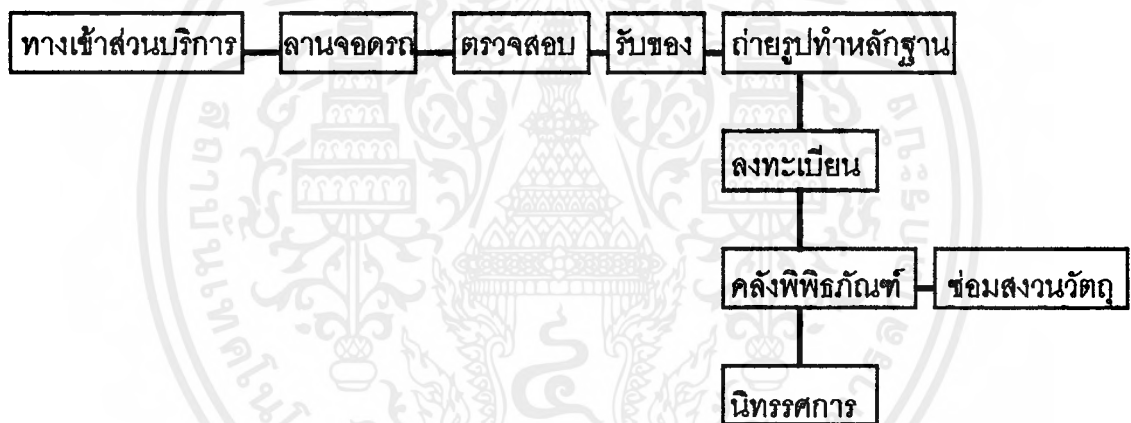 ทางเข้าส่วนบริการ ลานจอดรถ ตรวจสอบ รับของ ถ่ายรูปทำหลักฐาน
ลงทะเบียน
คลังพิพิธภัณฑ์ ซ่อมสงวนวัตถุ
นิทรรศการ